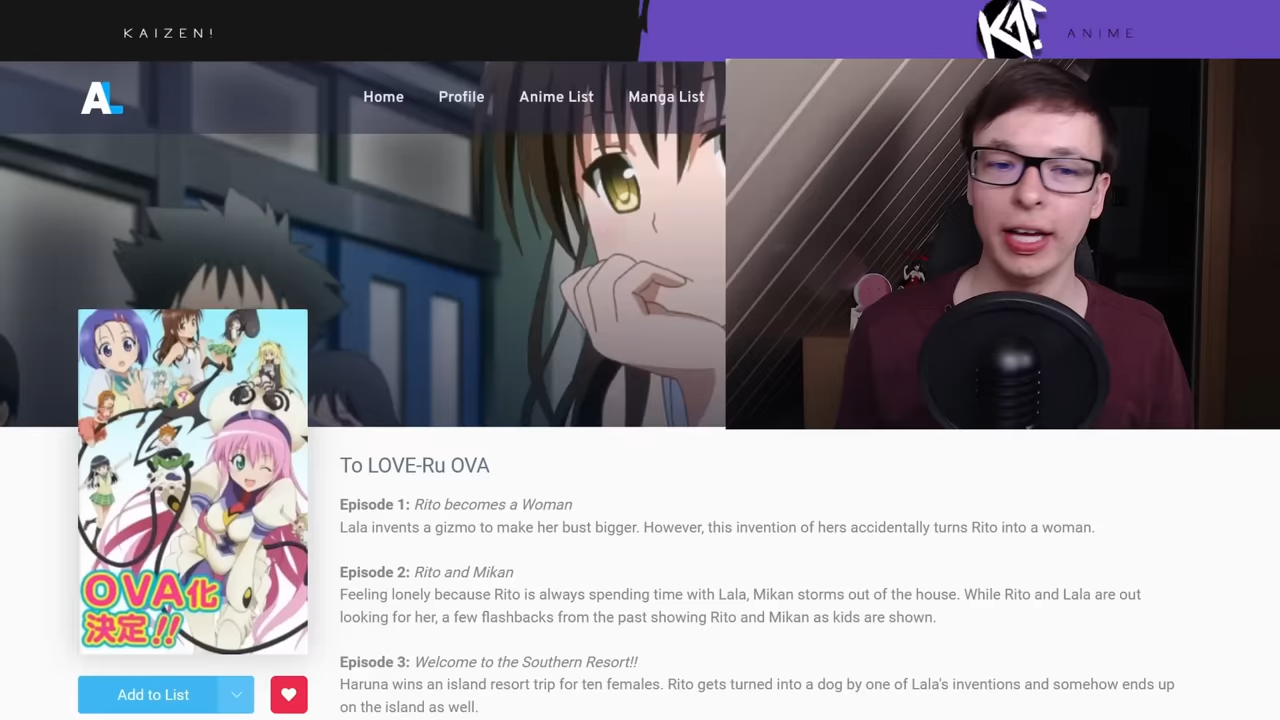 KAIZEN!
KA!
ANIME
AL
Home
Profile
Anime List
Manga List
OVA化
決定!!
To LOVE-Ru OVA
Episode 1: Rito becomes a Woman
Lala invents a gizmo to make her bust bigger. However, this invention of hers accidentally turns Rito into a woman.
Episode 2: Rito and Mikan
Feeling lonely because Rito is always spending time with Lala, Mikan storms out of the house. While Rito and Lala are out
looking for her, a few flashbacks from the past showing Rito and Mikan as kids are shown.
Episode 3: Welcome to the Southern Resort!!
Haruna wins an island resort trip for ten females. Rito gets turned into a dog by one of Lala's inventions and somehow ends up
on the island as well.
Add to List